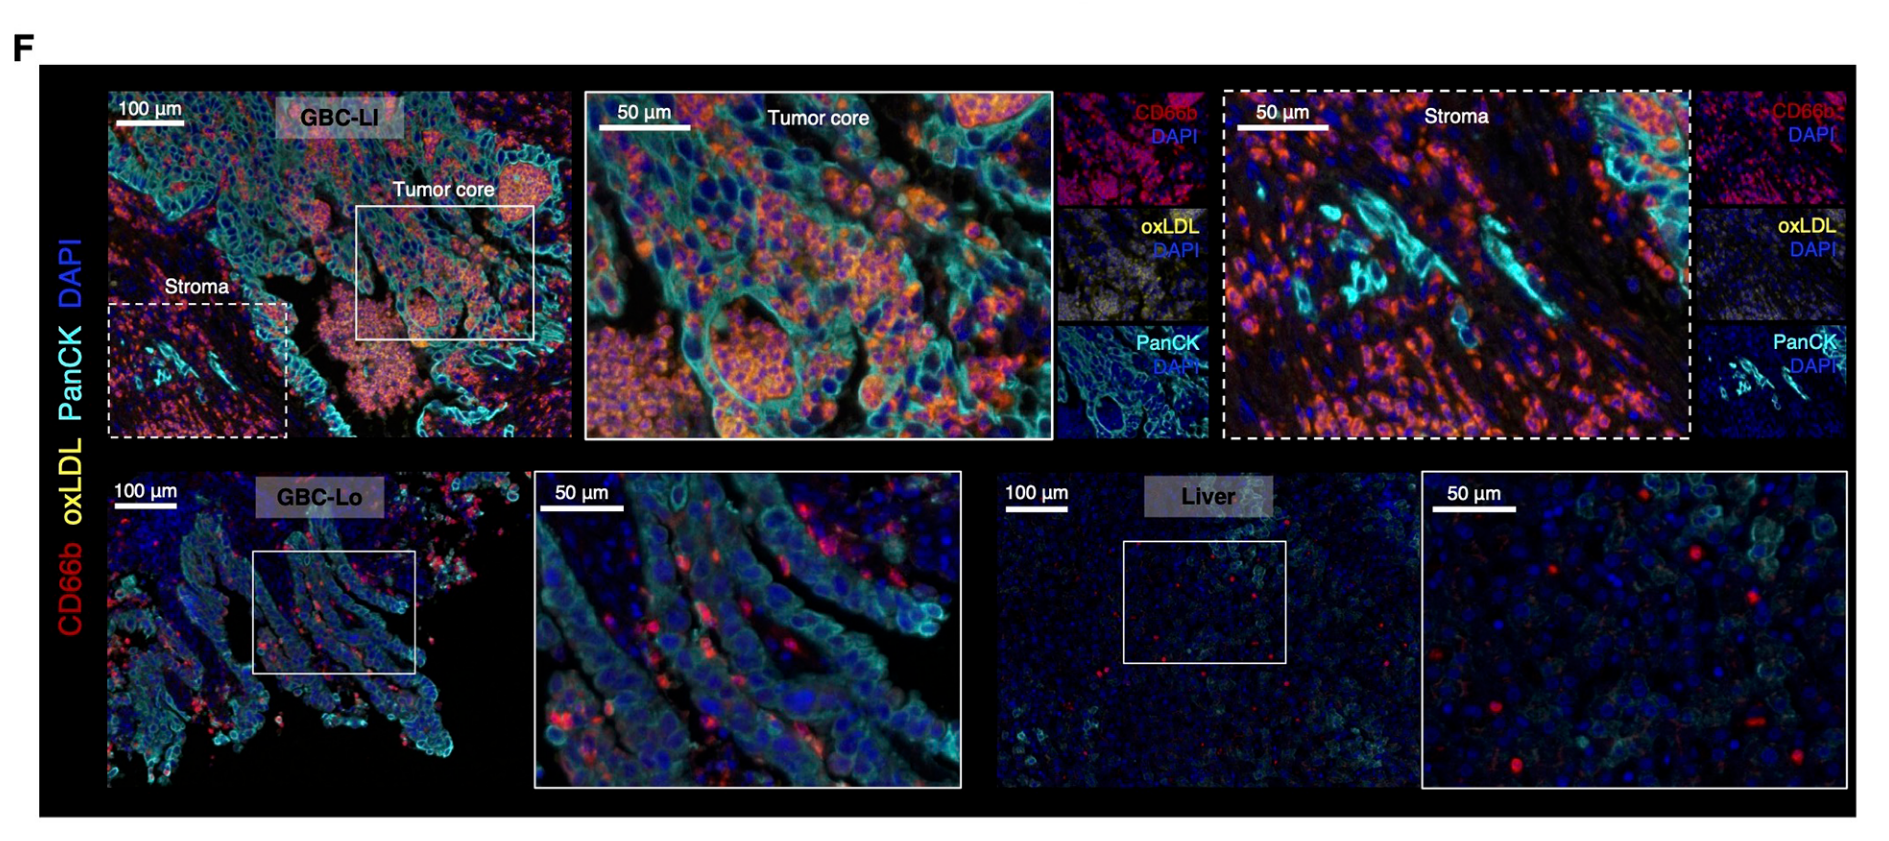 F
CD66b oxLDL PanCK DAPI
100 µm
GBC-LI
Tumor core
Stroma
50 µm
Tumor core
CD66b
DAPI
oxLDL
DAPI
PanCK
DAPI
50 µm
Stroma
CD66b
DAPI
oxLDL
DAPI
PanCK
DAPI
100 µm
GBC-Lo
50 µm
100 µm
Liver
50 µm